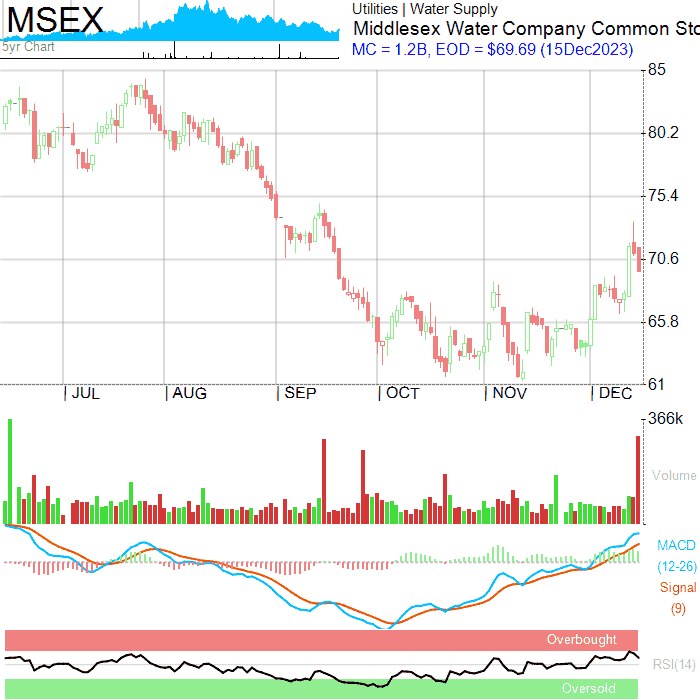 MSEX
5yr Chart
Utilities | Water Supply
Middlesex Water Company Common Sto
MC = 1.2B, EOD = $69.69 (15Dec2023)
85
80.2
75.4
70.6
65.8
61
JUL
AUG
SEP
OCT
NOV
DEC
366k
Volume
MACD
(12-26)
Signal
(9)
Overbought
RSI(14)
Oversold